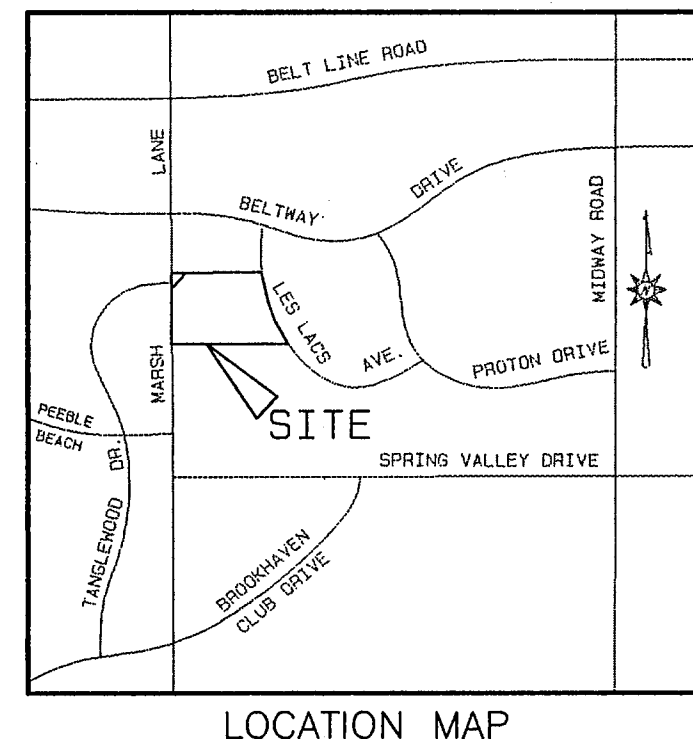 BELT LINE ROAD
LANE
DRIVE
BELTWAY
MIDWAY ROAD
N
LES LACS
AVE.
PROTON DRIVE
MARSH
PEEBLE
BEACH
SITE
DR.
SPRING VALLEY DRIVE
TANGLEWOOD
BROOKHAVEN
CLUB DRIVE
LOCATION MAP